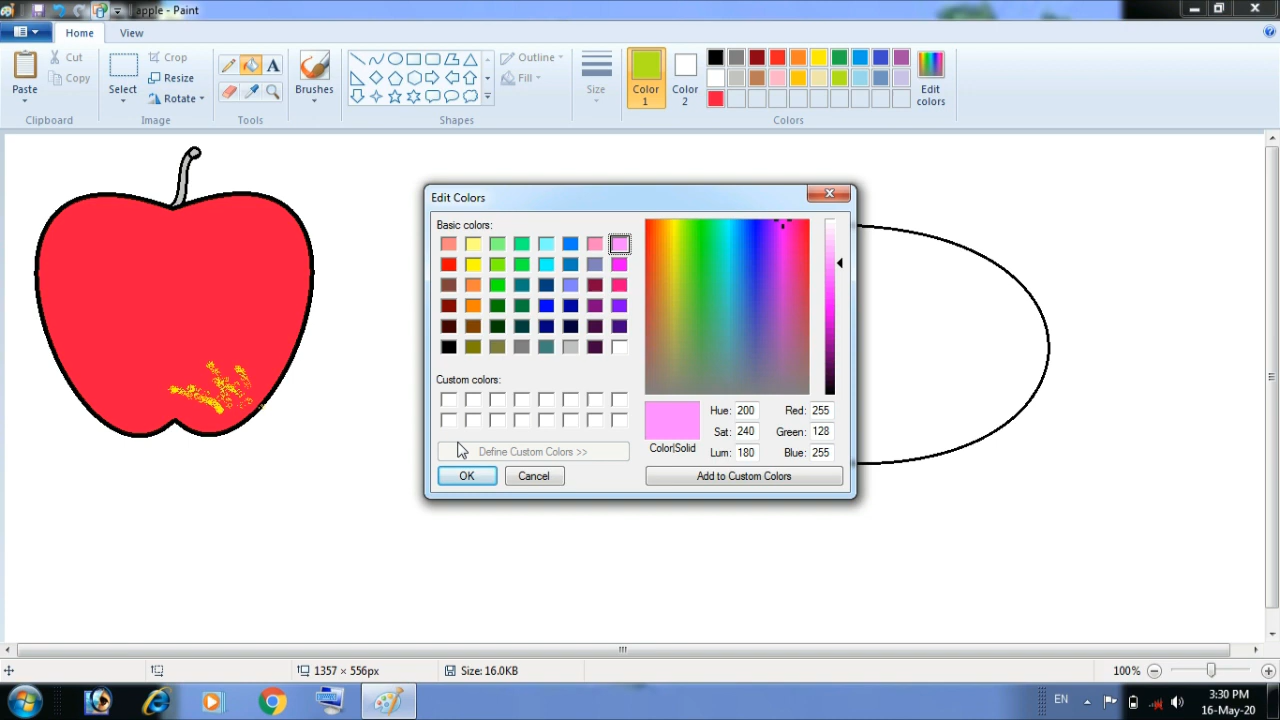 apple - Paint
Home
View
Paste
Cut
Copy
Clipboard
Select
Crop
Resize
Rotate
Image
Tools
Brushes
Outline
Fill
Shapes
Size
Color
1
Color
2
Edit
colors
Colors
Edit Colors
Basic colors:
Custom colors:
Define Custom Colors >>
OK
Cancel
Color|Solid
Hue: 200
Sat: 240
Lum: 180
Red: 255
Green: 128
Blue: 255
Add to Custom Colors
1357 × 556px
Size: 16.0KB
100%
EN
3:30 PM
16-May-20